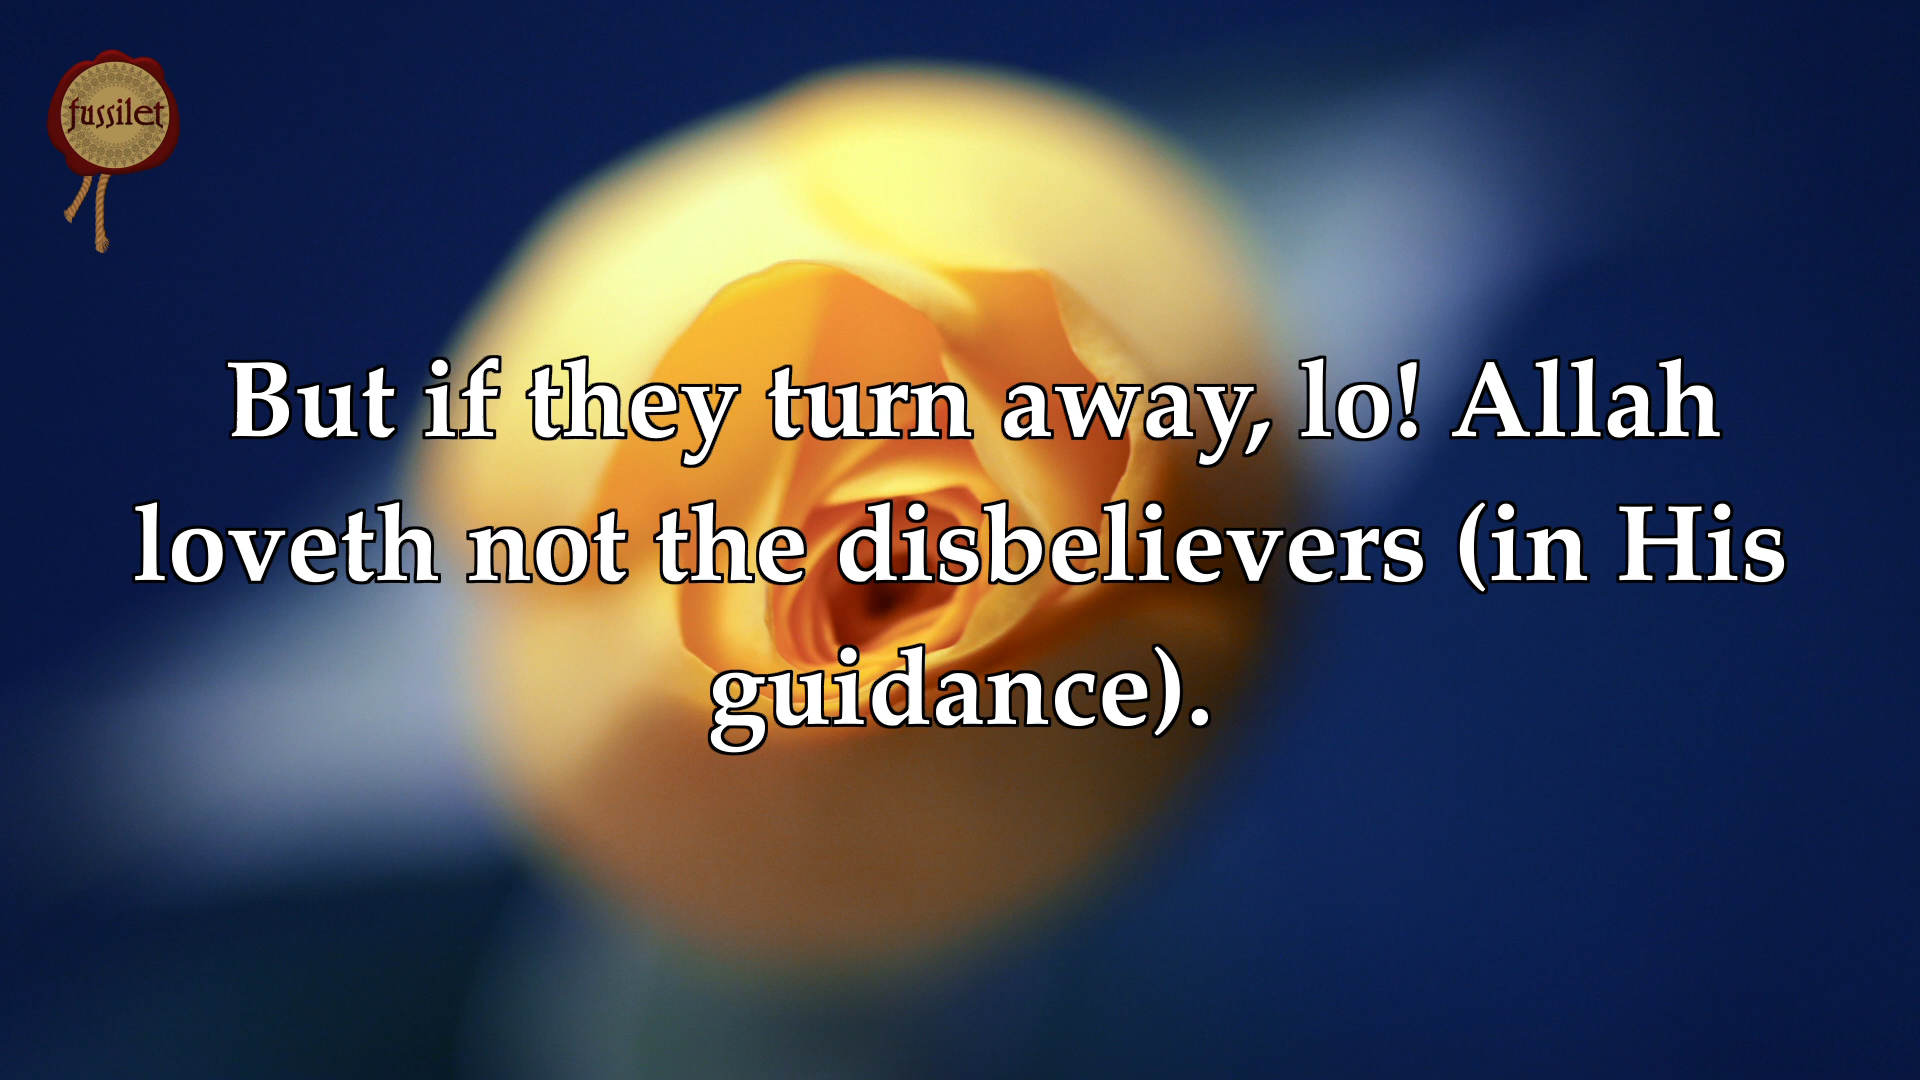 fussilet
But if they turn away, lo! Allah
loveth not the disbelievers (in His
guidance).